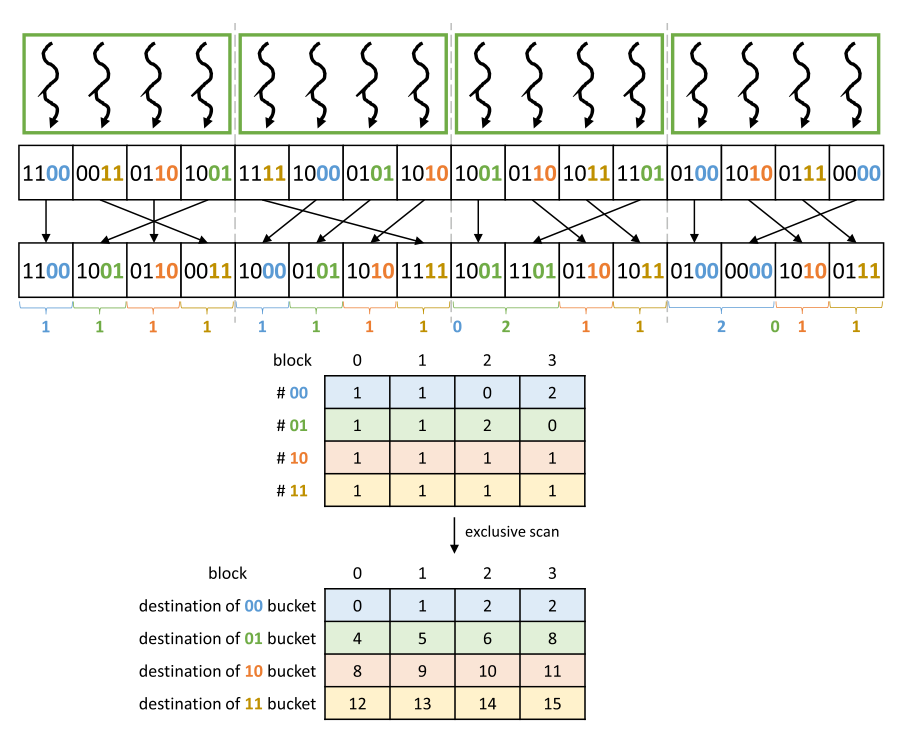 1100 0011 0110 1001 1111 1000 0101 1010 1001 0110 1011 1101 0100 1010 0111 0000
1100 1001 0110 0011 1000 0101 1010 1111 1001 1101 0110 1011 0100 0000 1010 0111
1 1 1 1 1 1 1 1 0 2 1 1 2 0 1 1
block 0 1 2 3
# 00 1 1 0 2
# 01 1 1 2 0
# 10 1 1 1 1
# 11 1 1 1 1
exclusive scan
block 0 1 2 3
destination of 00 bucket 0 1 2 2
destination of 01 bucket 4 5 6 8
destination of 10 bucket 8 9 10 11
destination of 11 bucket 12 13 14 15